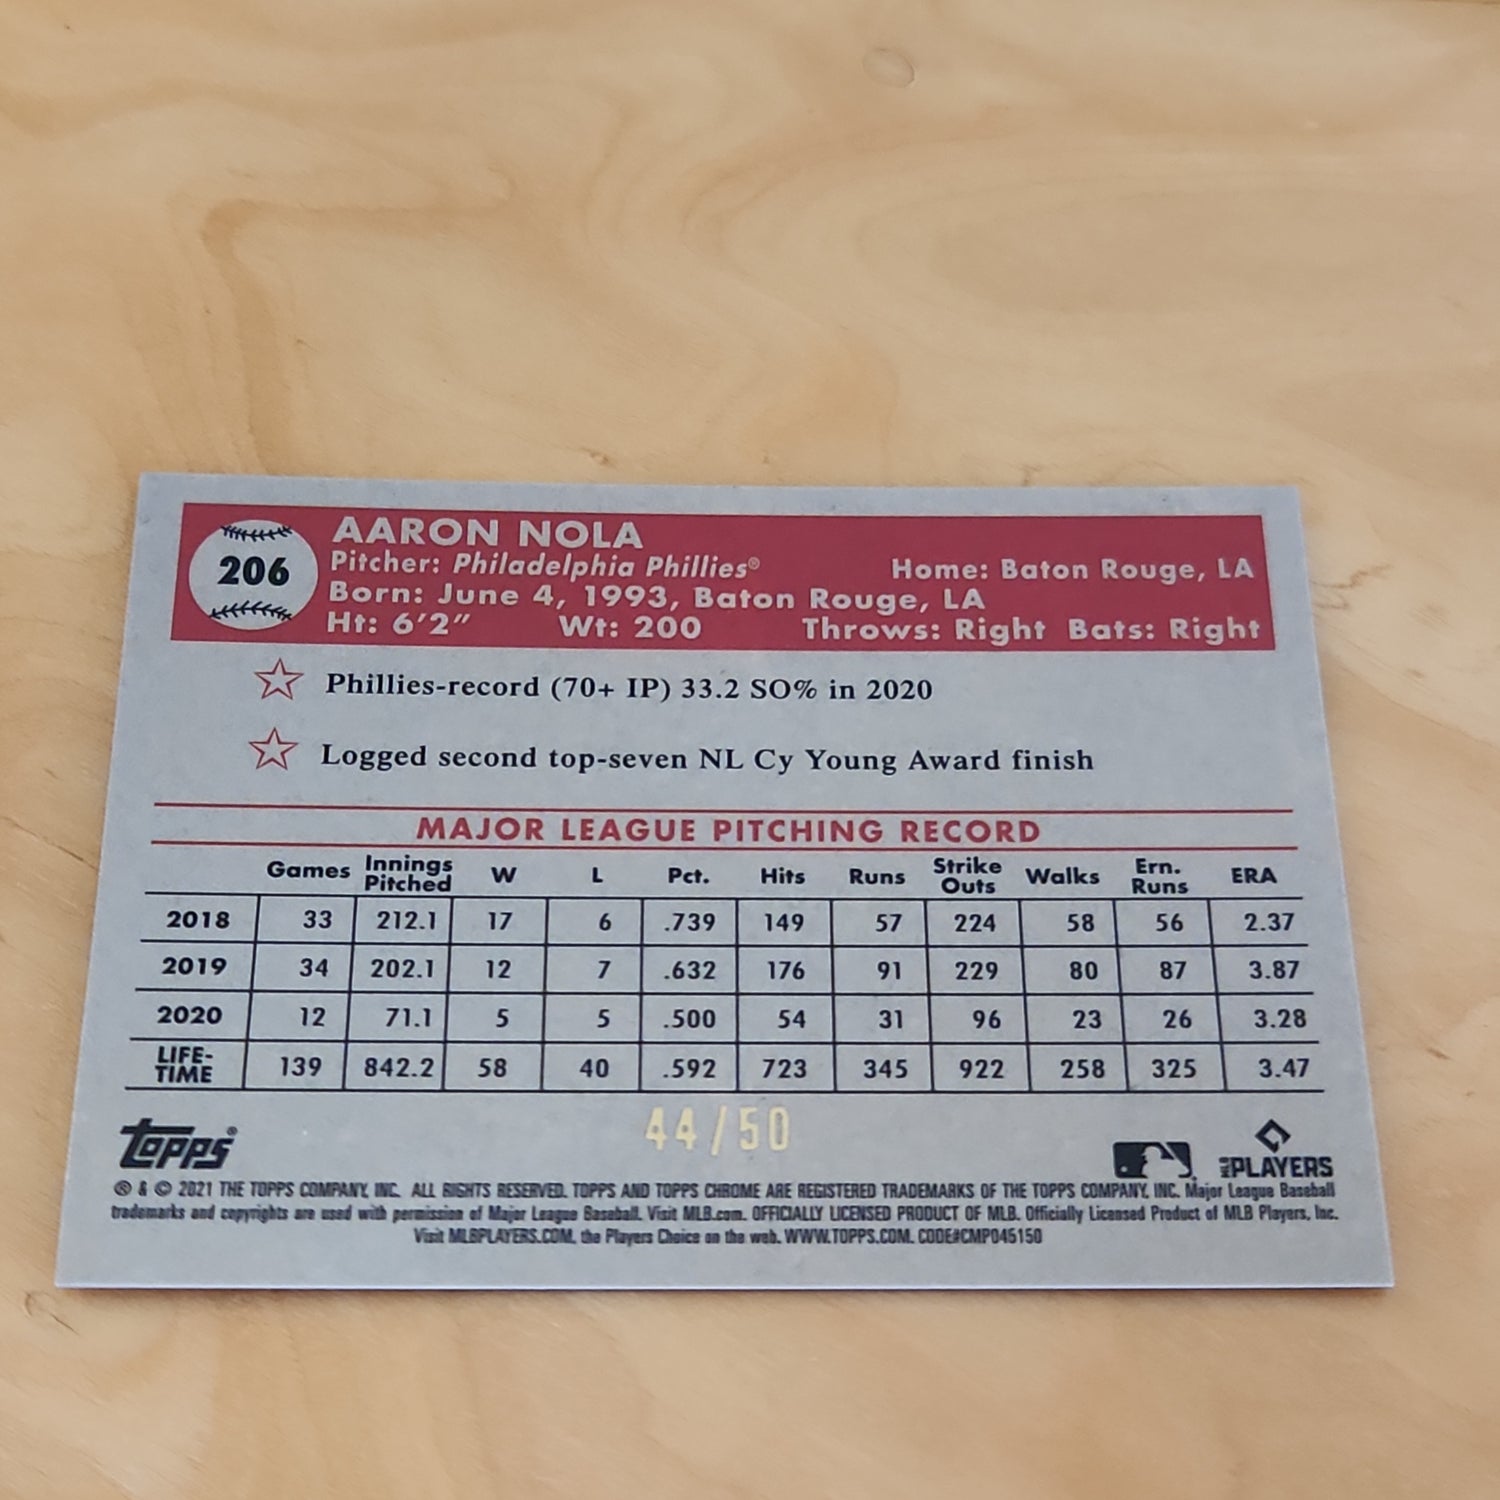 206
AARON NOLA
Pitcher: Philadelphia Phillies® Home: Baton Rouge, LA
Born: June 4, 1993, Baton Rouge, LA
Ht: 6'2" Wt: 200 Throws: Right Bats: Right
Phillies-record (70+ IP) 33.2 SO% in 2020
Logged second top-seven NL Cy Young Award finish
MAJOR LEAGUE PITCHING RECORD
Games Innings Pitched W L Pct. Hits Runs Strike Outs Walks Ern. Runs ERA
2018 33 212.1 17 6 .739 149 57 224 58 56 2.37
2019 34 202.1 12 7 .632 176 91 229 80 87 3.87
2020 12 71.1 5 5 .500 54 31 96 23 26 3.28
LIFE-TIME 139 842.2 58 40 .592 723 345 922 258 325 3.47
44/50
topps® MLB PLAYERS
® & © 2021 THE TOPPS COMPANY, INC. ALL RIGHTS RESERVED. TOPPS AND TOPPS CHROME ARE REGISTERED TRADEMARKS OF THE TOPPS COMPANY, INC. Major League Baseball
trademarks and copyrights are used with permission of Major League Baseball. Visit MLB.com. OFFICIALLY LICENSED PRODUCT OF MLB. Officially Licensed Product of MLB Players, Inc.
Visit MLBPLAYERS.COM, the Players Choice on the web. WWW.TOPPS.COM. CODE#CMP045150